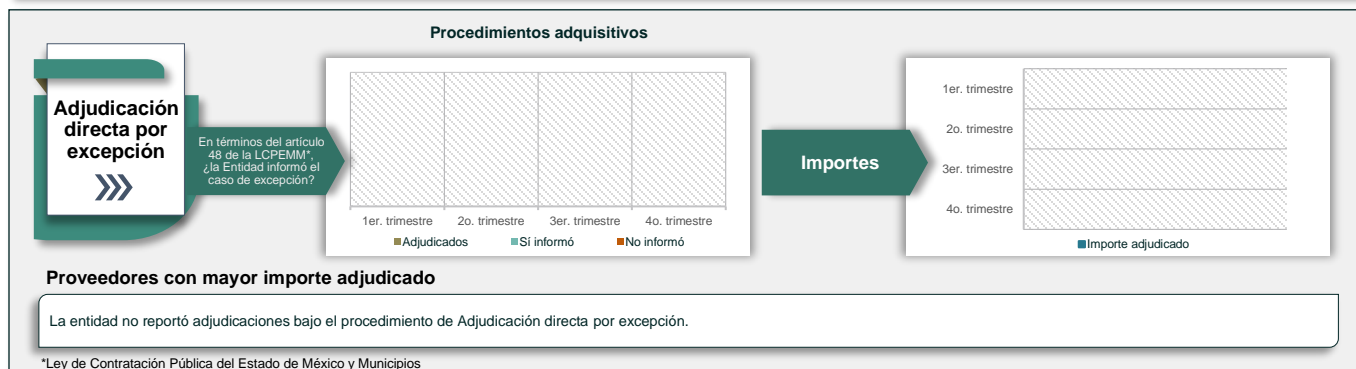 Procedimientos adquisitivos
Adjudicación
directa por
excepción
En términos del artículo
48 de la LCPEMM*,
¿la Entidad informó el
caso de excepción?
1er. trimestre
2o. trimestre
3er. trimestre
4o. trimestre
Adjudicados
Sí informó
No informó
Importes
1er. trimestre
2o. trimestre
3er. trimestre
4o. trimestre
Importe adjudicado
Proveedores con mayor importe adjudicado
La entidad no reportó adjudicaciones bajo el procedimiento de Adjudicación directa por excepción.
*Ley de Contratación Pública del Estado de México y Municipios